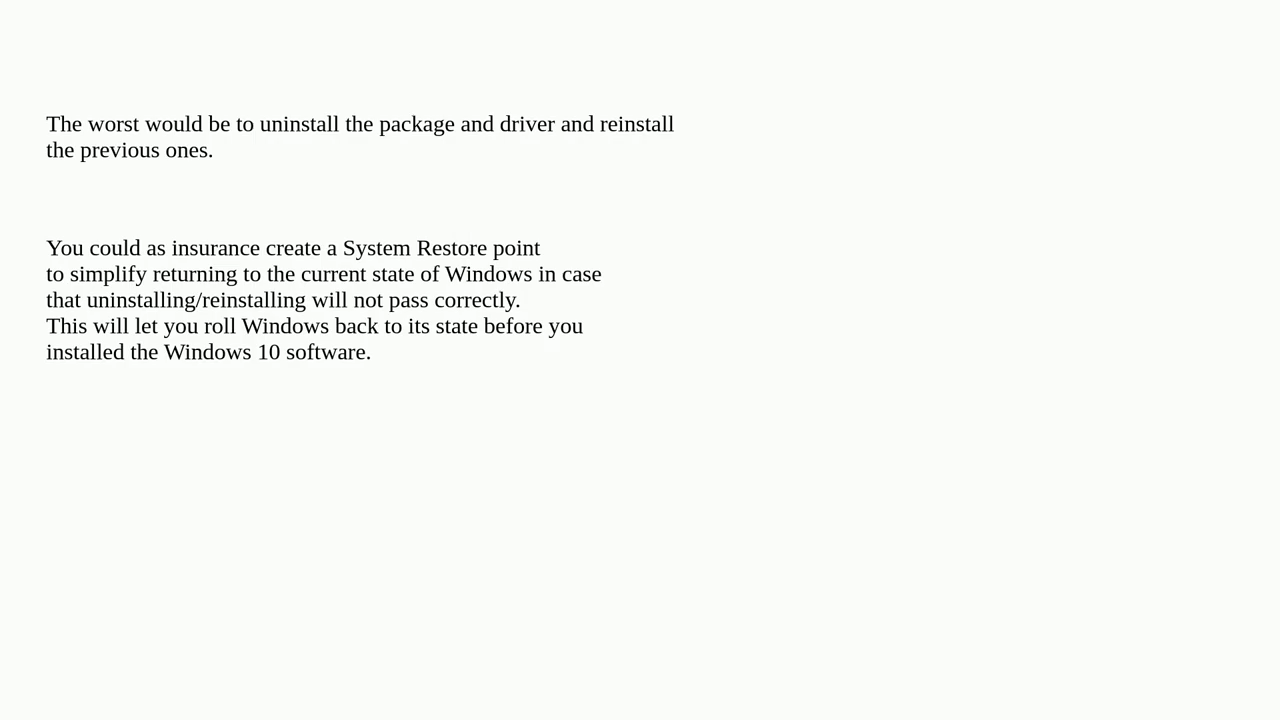 The worst would be to uninstall the package and driver and reinstall
the previous ones.
You could as insurance create a System Restore point
to simplify returning to the current state of Windows in case
that uninstalling/reinstalling will not pass correctly.
This will let you roll Windows back to its state before you
installed the Windows 10 software.